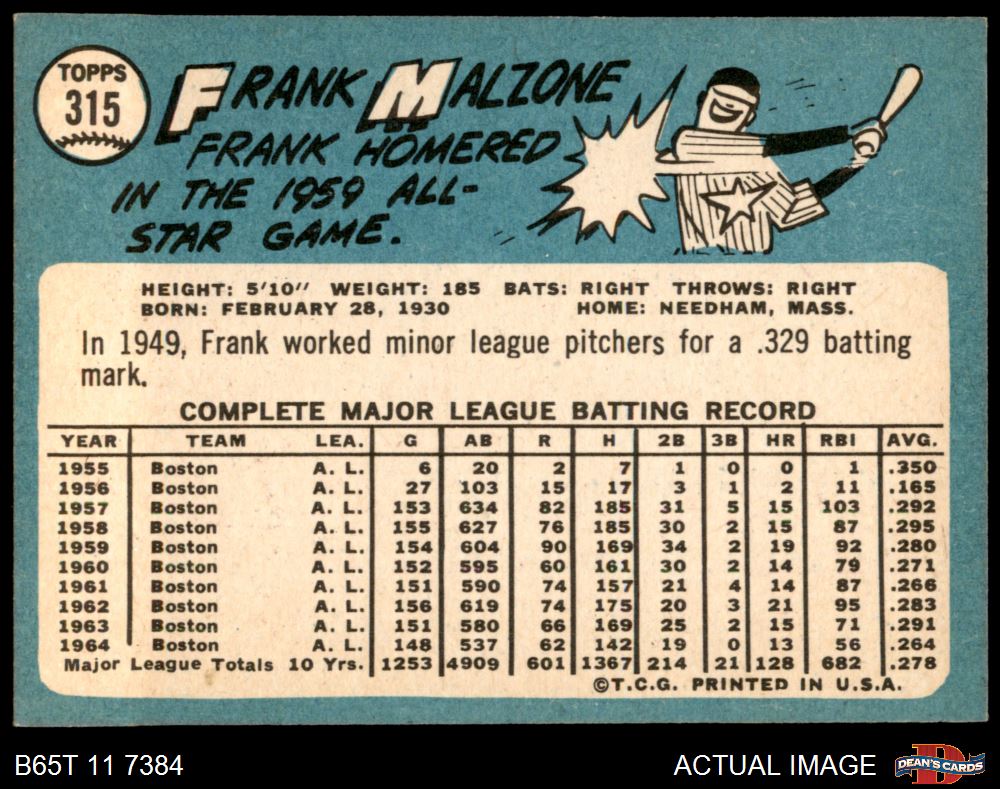 TOPPS
315
FRANK MALZONE
FRANK HOMERED
IN THE 1959 ALL-
STAR GAME.
HEIGHT: 5'10" WEIGHT: 185 BATS: RIGHT THROWS: RIGHT
BORN: FEBRUARY 28, 1930 HOME: NEEDHAM, MASS.
In 1949, Frank worked minor league pitchers for a .329 batting
mark.
COMPLETE MAJOR LEAGUE BATTING RECORD
YEAR TEAM LEA. G AB R H 2B 3B HR RBI AVG.
1955 Boston A. L. 6 20 2 7 1 0 0 1 .350
1956 Boston A. L. 27 103 15 17 3 1 2 11 .165
1957 Boston A. L. 153 634 82 185 31 5 15 103 .292
1958 Boston A. L. 155 627 76 185 30 2 15 87 .295
1959 Boston A. L. 154 604 90 169 34 2 19 92 .280
1960 Boston A. L. 152 595 60 161 30 2 14 79 .271
1961 Boston A. L. 151 590 74 157 21 4 14 87 .266
1962 Boston A. L. 156 619 74 175 20 3 21 95 .283
1963 Boston A. L. 151 580 66 169 25 2 15 71 .291
1964 Boston A. L. 148 537 62 142 19 0 13 56 .264
Major League Totals 10 Yrs. 1253 4909 601 1367 214 21 128 682 .278
©T.C.G. PRINTED IN U.S.A.
B65T 11 7384 ACTUAL IMAGE
D
DEAN'S CARDS